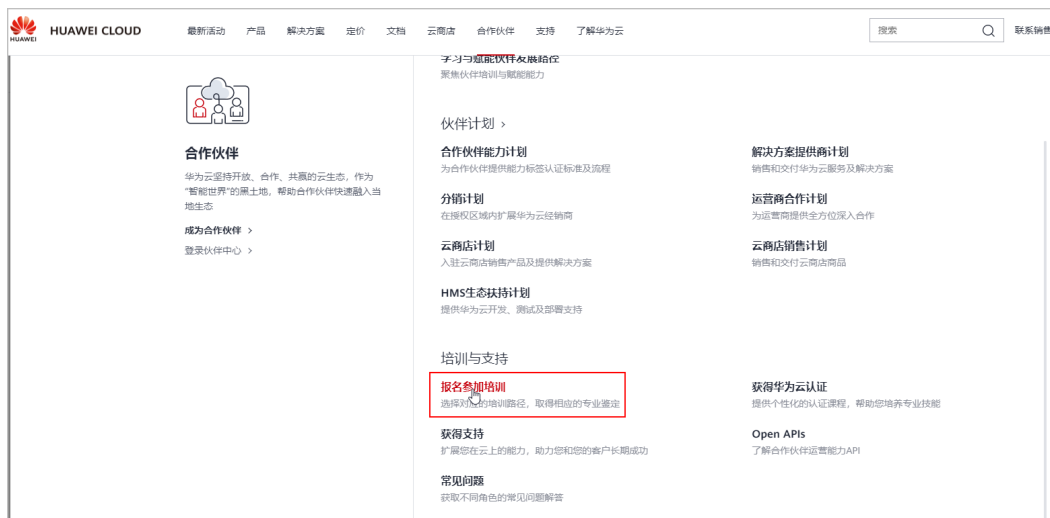 HUAWEI
HUAWEI CLOUD
最新活动 产品 解决方案 定价 文档 云商店 合作伙伴 支持 了解华为云
搜索
联系销售
学习与赋能伙伴发展路径
聚焦伙伴培训与赋能能力
合作伙伴
华为云坚持开放、合作、共赢的云生态，作为
“智能世界”的黑土地，帮助合作伙伴快速融入当
地生态
成为合作伙伴 >
登录伙伴中心 >
伙伴计划 >
合作伙伴能力计划
为合作伙伴提供能力标签认证标准及流程
解决方案提供商计划
销售和交付华为云服务及解决方案
分销计划
在授权区域内扩展华为云经销商
运营商合作计划
为运营商提供全方位深入合作
云商店计划
入驻云商店销售产品及提供解决方案
云商店销售计划
销售和交付云商店商品
HMS生态扶持计划
提供华为云开发、测试及部署支持
培训与支持
报名参加培训
选择对应的培训路径，取得相应的专业鉴定
获得华为云认证
提供个性化的认证课程，帮助您培养专业技能
获得支持
扩展您在云上的能力，助力您和您的客户长期成功
Open APIs
了解合作伙伴运营能力API
常见问题
获取不同角色的常见问题解答